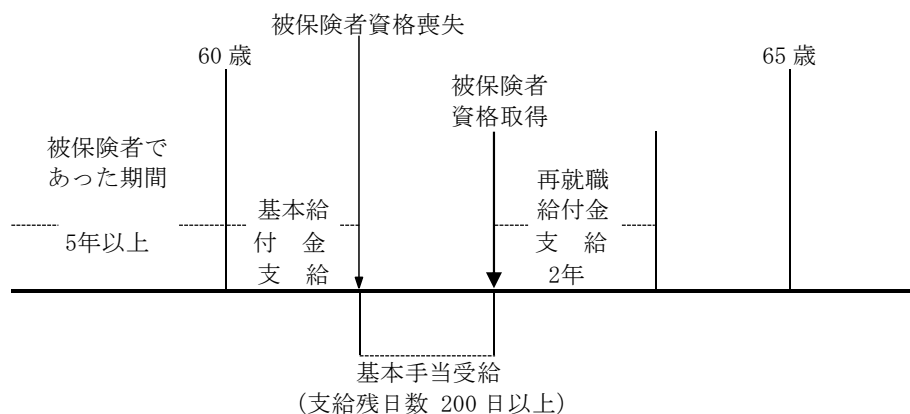 被保険者資格喪失
60 歳
65 歳
被保険者
資格取得
被保険者で
あった期間
5年以上
基本給
付 金
支 給
再就職
給付金
支 給
2年
基本手当受給
(支給残日数 200 日以上)